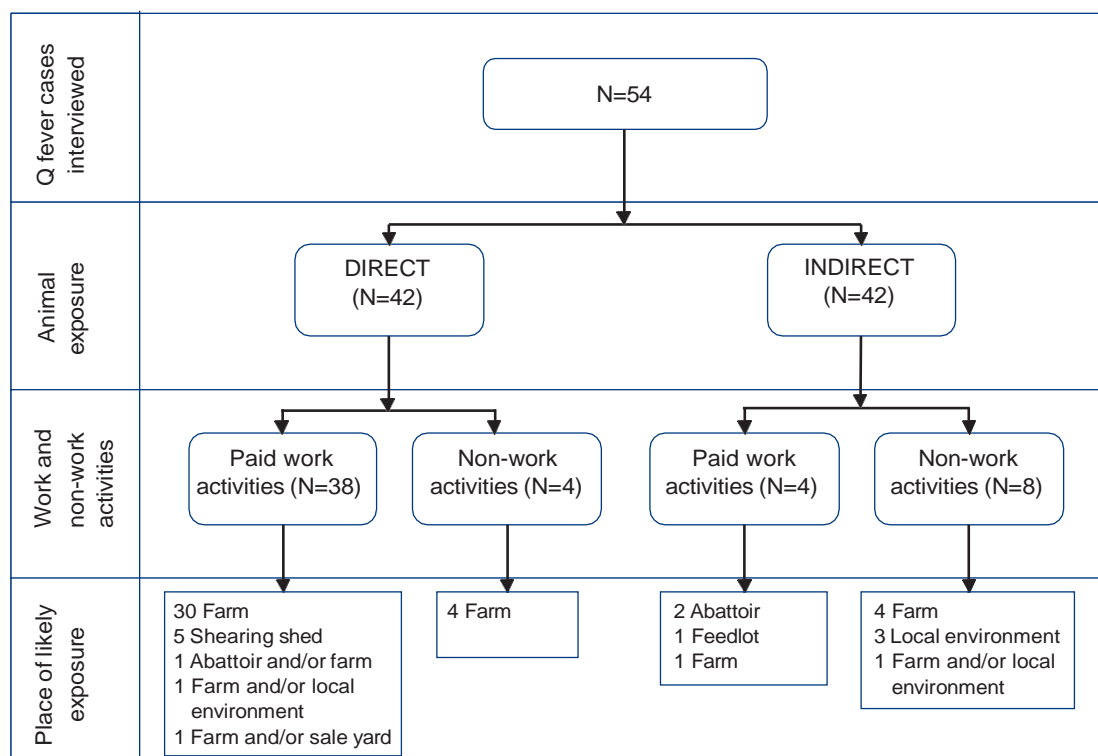 Q fever cases
interviewed
N=54
Animal
exposure
DIRECT
(N=42)
INDIRECT
(N=42)
Work and
non-work
activities
Paid work
activities (N=38)
Non-work
activities (N=4)
Paid work
activities (N=4)
Non-work
activities (N=8)
Place of likely
exposure
30 Farm
5 Shearing shed
1 Abattoir and/or farm
1 Farm and/or local
environment
1 Farm and/or sale yard
4 Farm
2 Abattoir
1 Feedlot
1 Farm
4 Farm
3 Local environment
1 Farm and/or local
environment